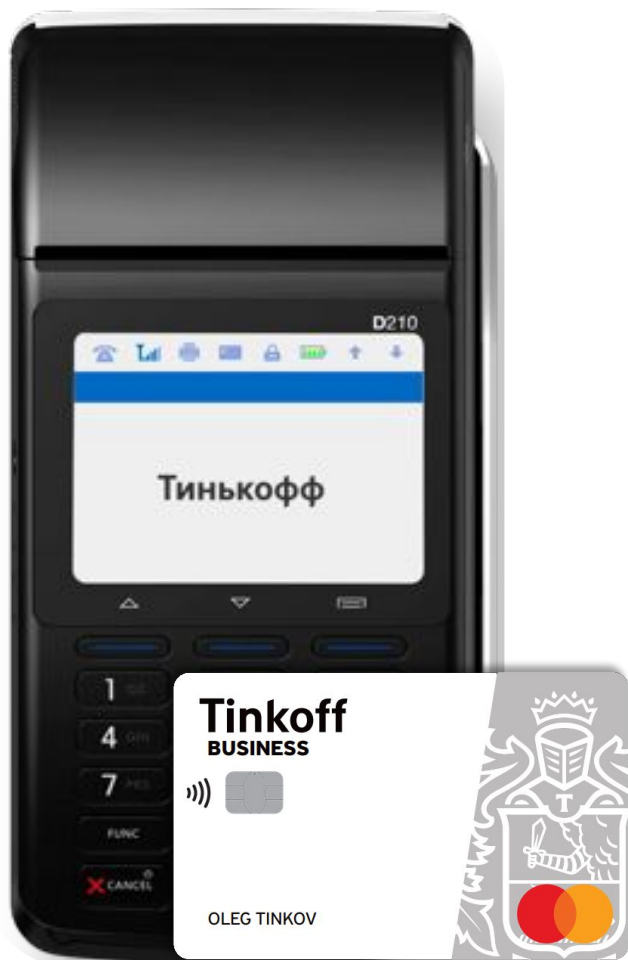 D210
Тинькофф
1
4
7
FUNC
CANCEL
Tinkoff
BUSINESS
T
OLEG TINKOV